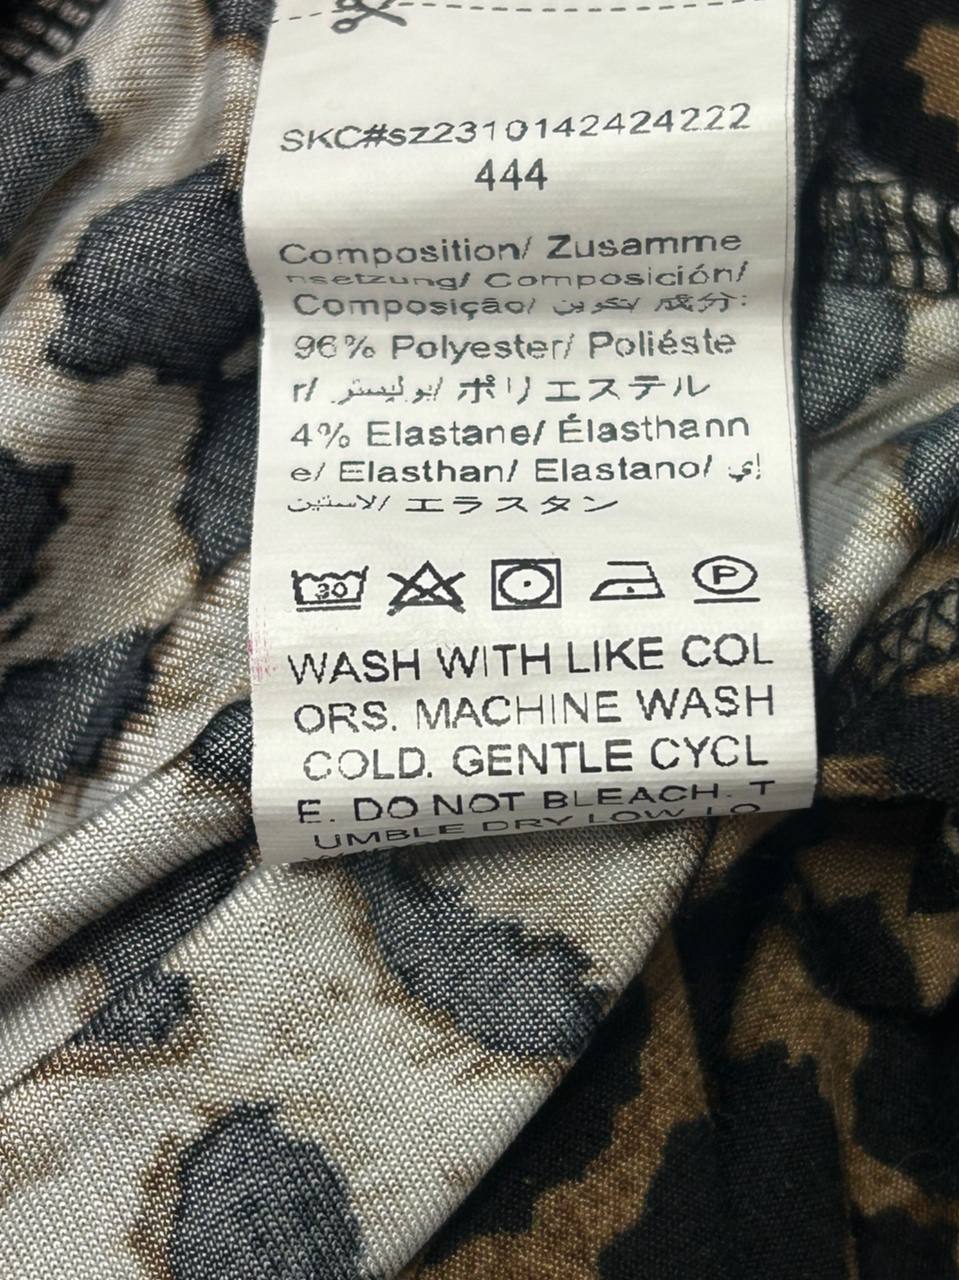 SKC#sz2310142424222
444
Composition/ Zusamme
nsetzung/ Composición/
Composição/ تكوين/ 成分:
96% Polyester/ Poliéste
r/ بوليستر/ ポリエステル
4% Elastane/ Élasthann
e/ Elasthan/ Elastano/ إي
لاستين/ エラスタン
30
P
WASH WITH LIKE COL
ORS. MACHINE WASH
COLD. GENTLE CYCL
E. DO NOT BLEACH. T
UMBLE DRY LOW LO